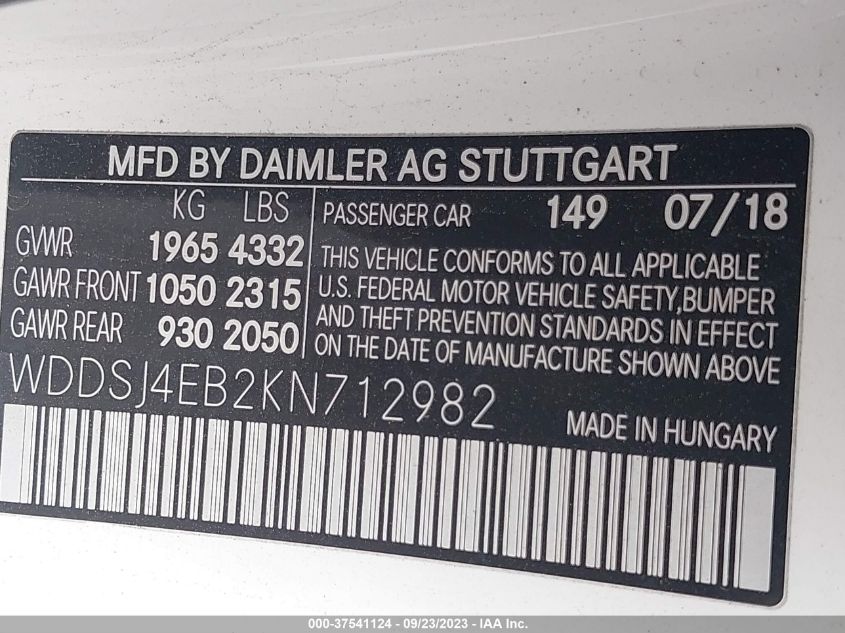 MFD BY DAIMLER AG STUTTGART
KG LBS
GVWR 1965 4332
GAWR FRONT 1050 2315
GAWR REAR 930 2050
PASSENGER CAR 149 07/18
THIS VEHICLE CONFORMS TO ALL APPLICABLE
U.S. FEDERAL MOTOR VEHICLE SAFETY,BUMPER
AND THEFT PREVENTION STANDARDS IN EFFECT
ON THE DATE OF MANUFACTURE SHOWN ABOVE
WDDSJ4EB2KN712982
MADE IN HUNGARY
000-37541124 - 09/23/2023 - IAA Inc.